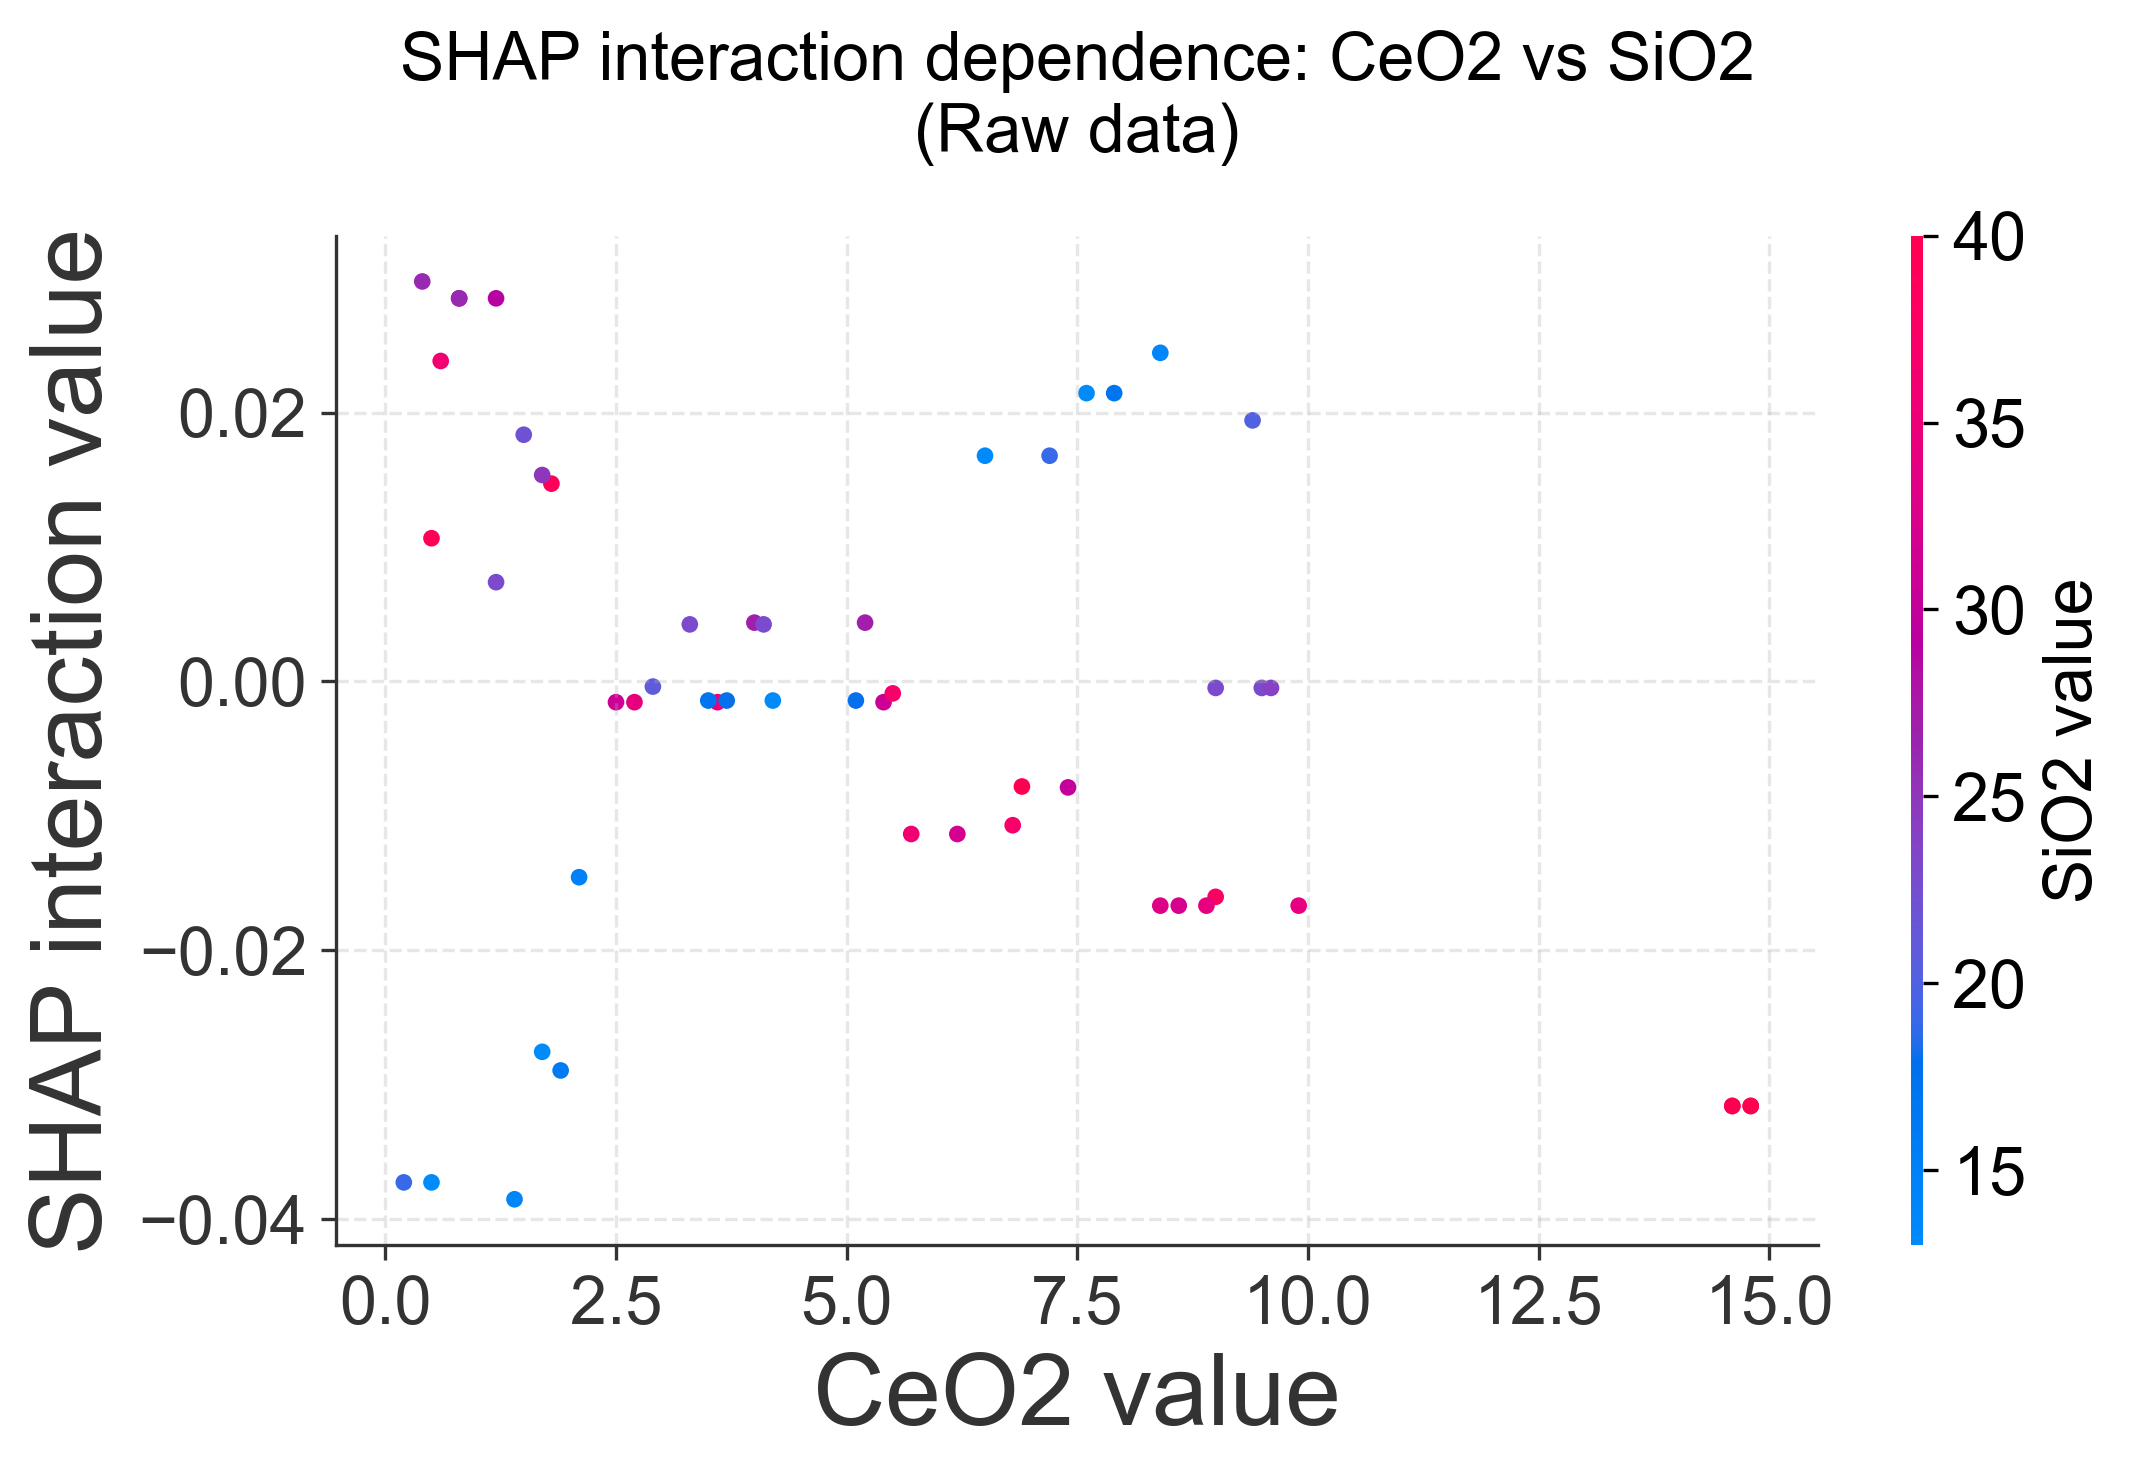 SHAP interaction dependence: CeO2 vs SiO2
(Raw data)
SHAP interaction value
0.02
0.00
−0.02
−0.04
0.0 2.5 5.0 7.5 10.0 12.5 15.0
CeO2 value
40
35
30
25
20
15
SiO2 value